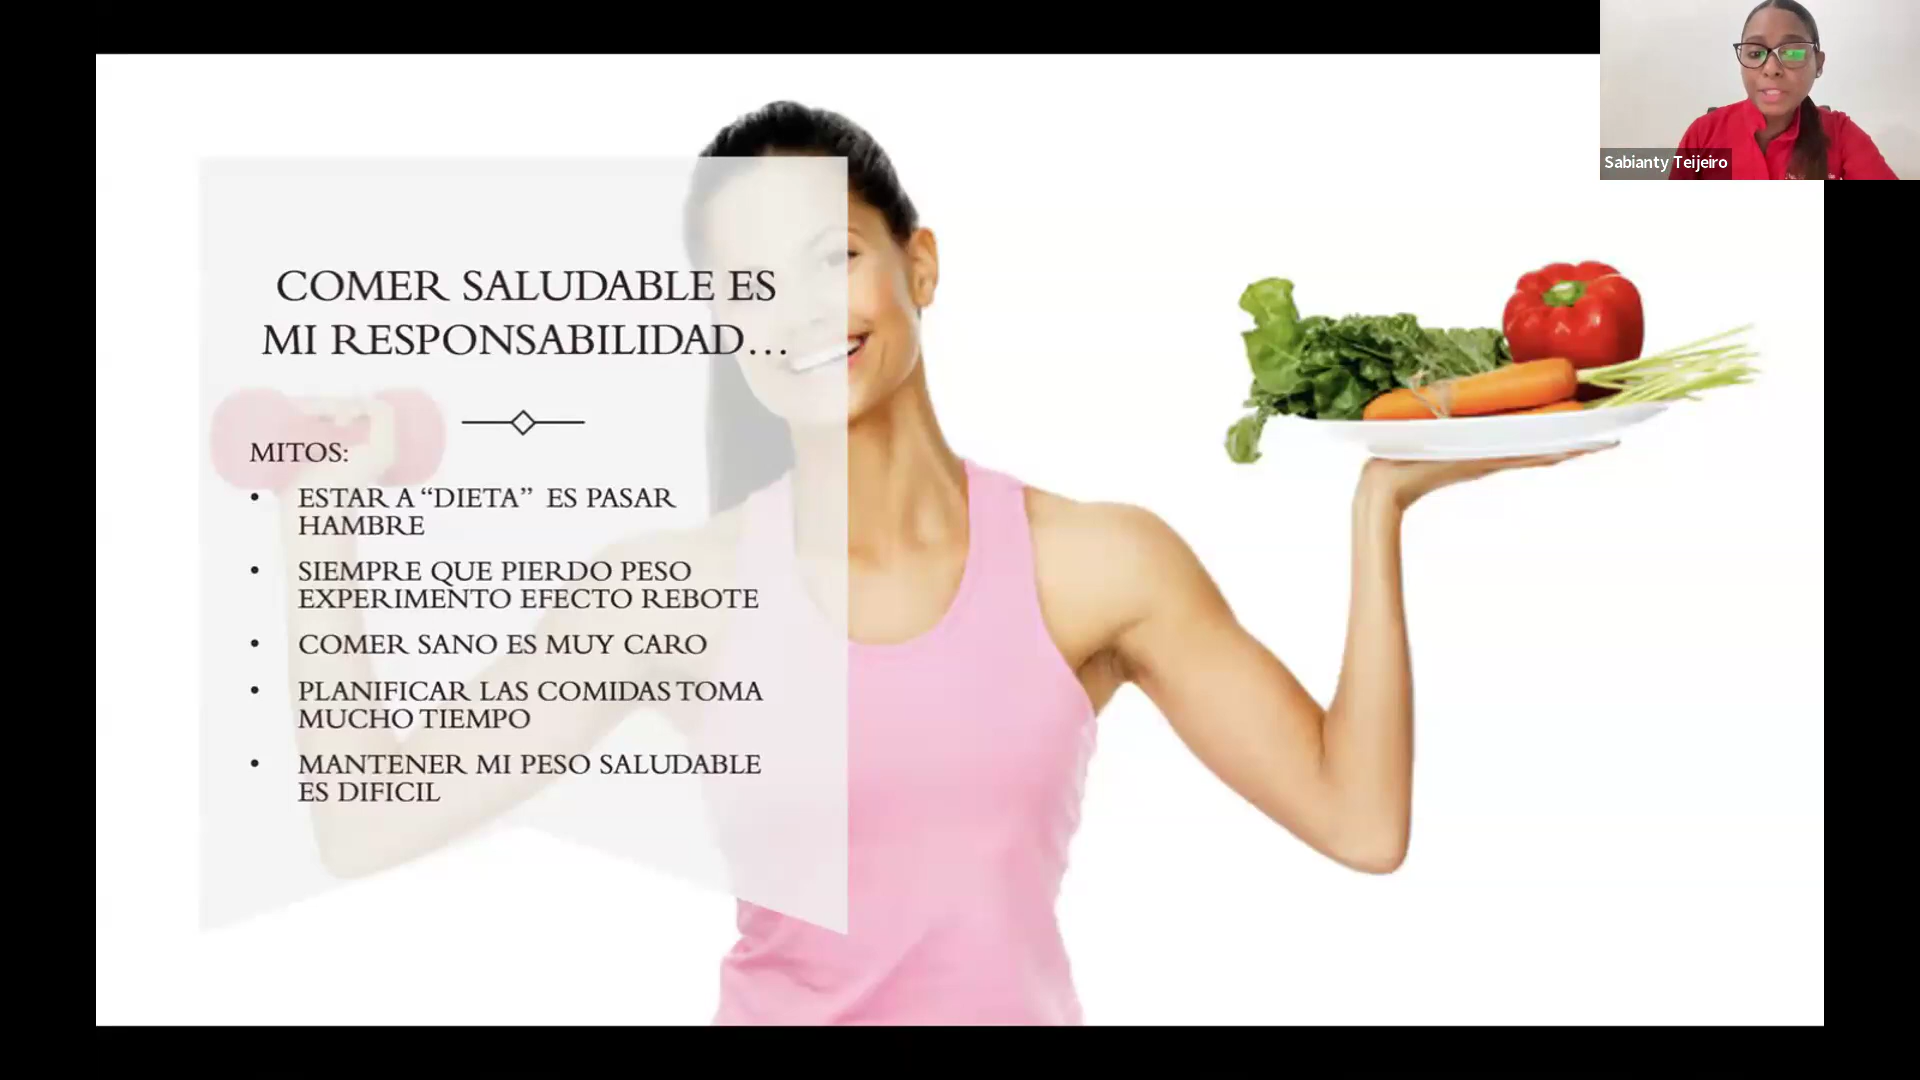 COMER SALUDABLE ES
MI RESPONSABILIDAD...
MITOS:
• ESTAR A “DIETA” ES PASAR
HAMBRE
• SIEMPRE QUE PIERDO PESO
EXPERIMENTO EFECTO REBOTE
• COMER SANO ES MUY CARO
• PLANIFICAR LAS COMIDAS TOMA
MUCHO TIEMPO
• MANTENER MI PESO SALUDABLE
ES DIFICIL
Sabianty Teijeiro